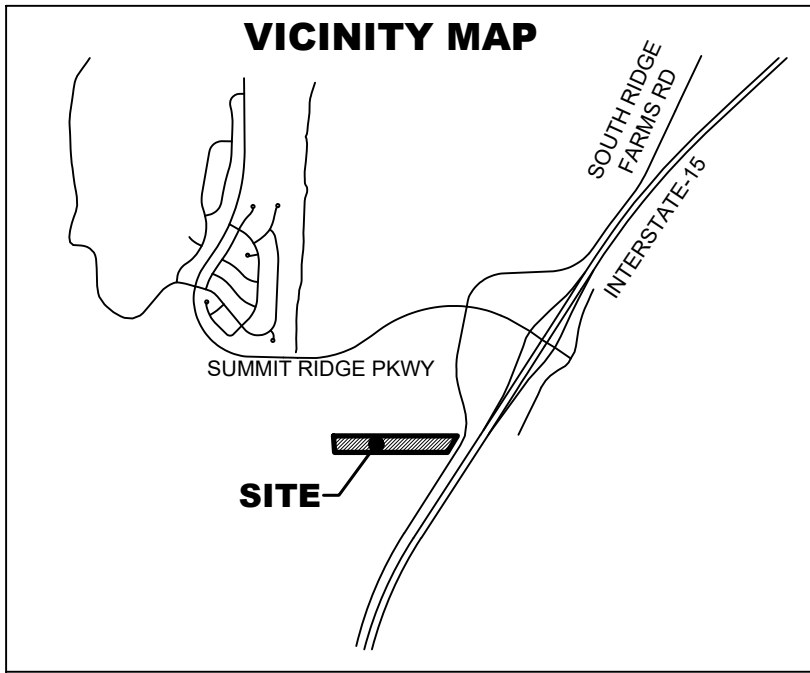 VICINITY MAP
SOUTH RIDGE
FARMS RD
INTERSTATE-15
SUMMIT RIDGE PKWY
SITE